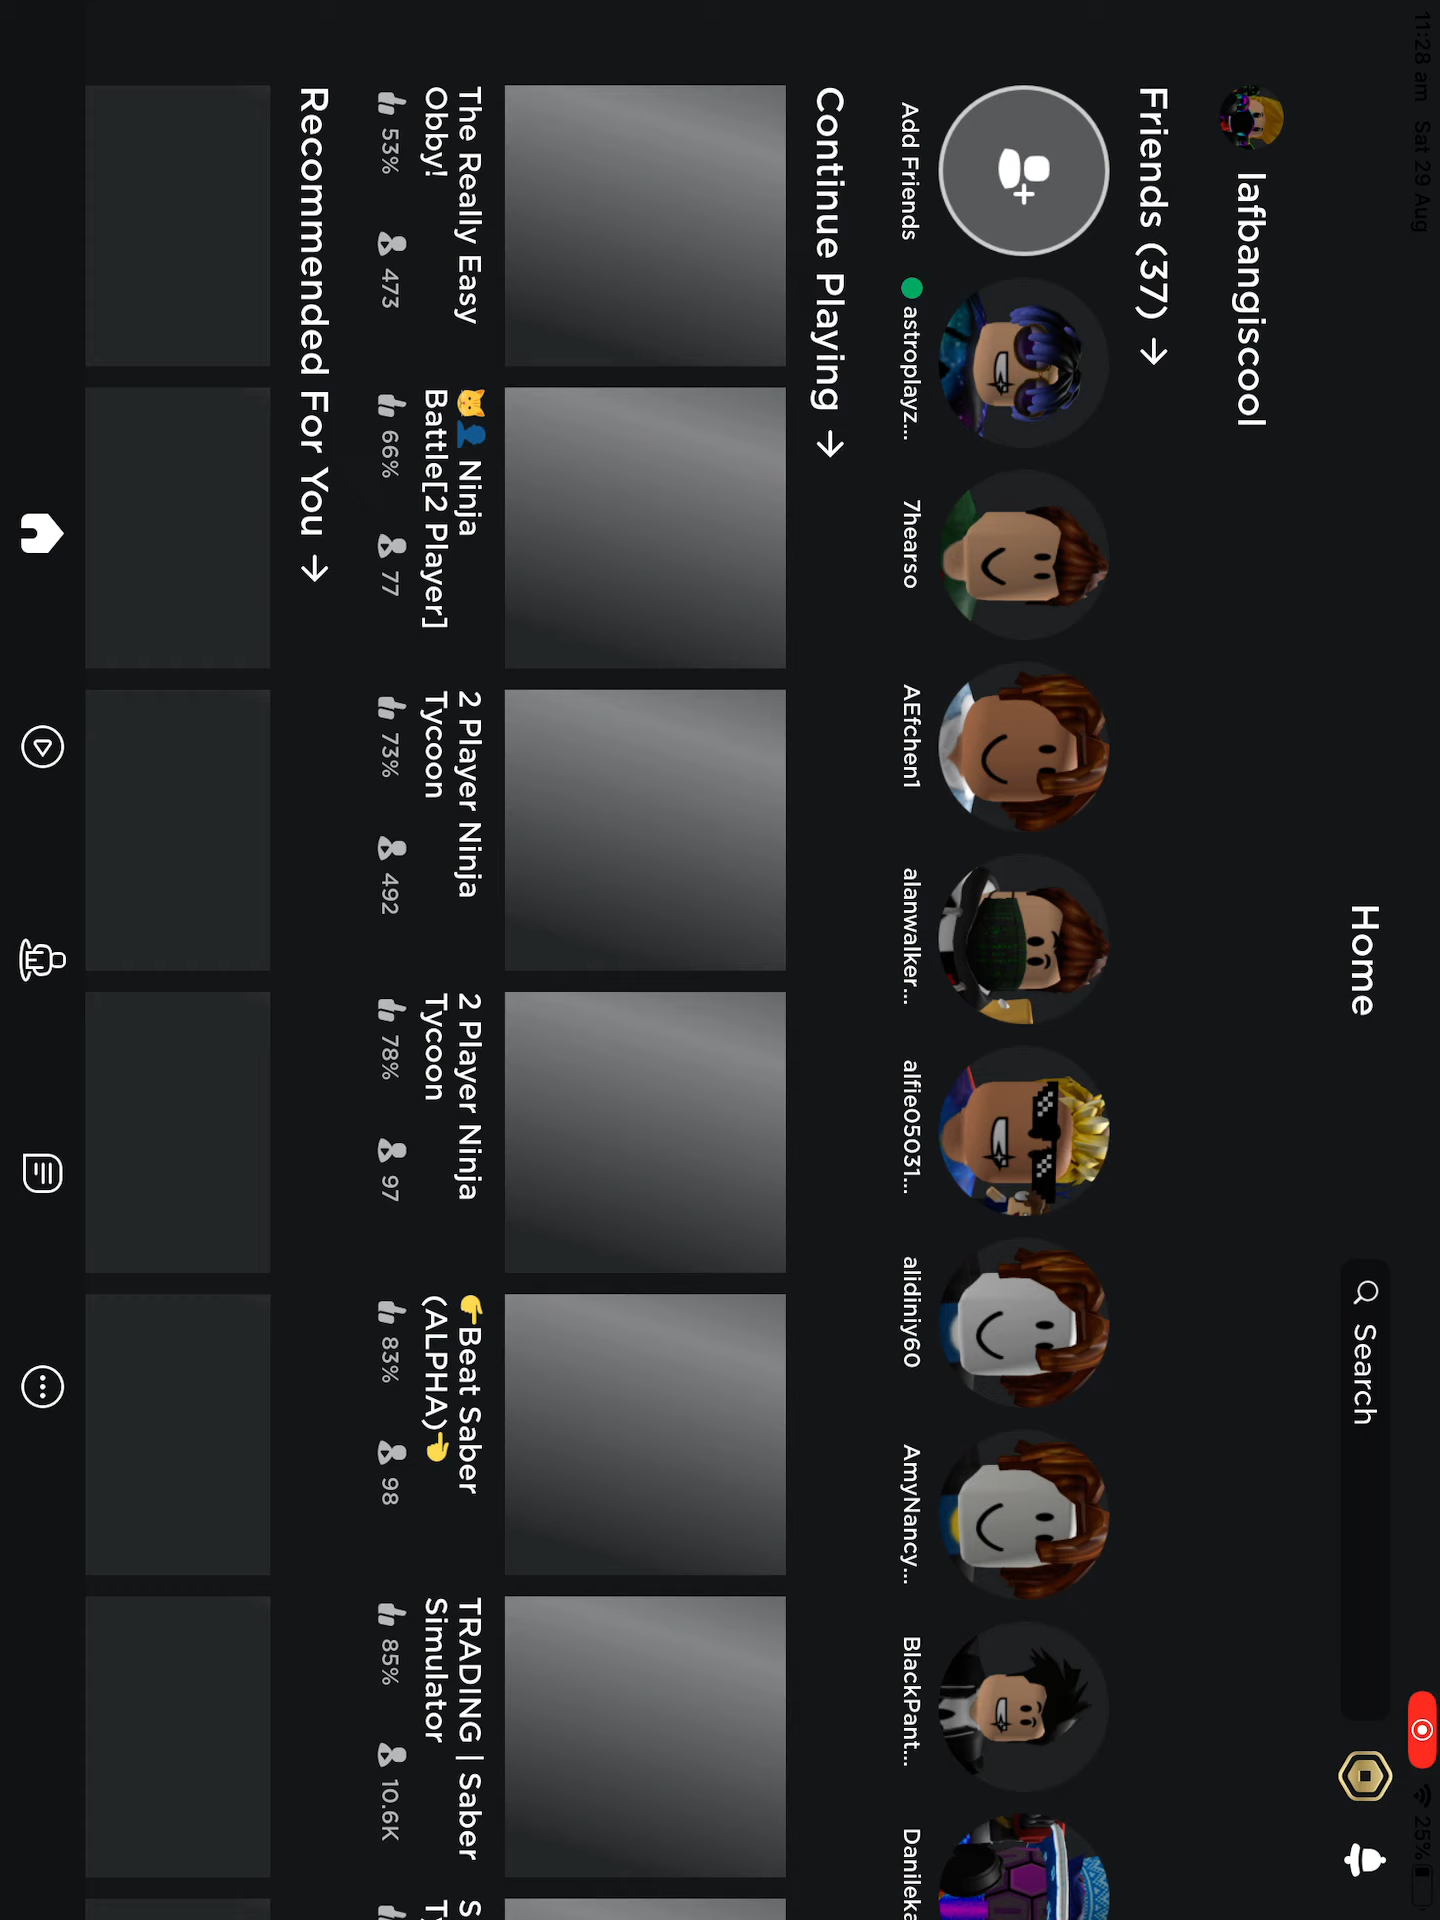 11:28 am Sat 29 Aug
25%
Home
Search
lafbangiscool
Friends (37) →
Add Friends
astroplayz...
7hearso
AEfchen1
alanwalker...
alfie05031...
alidiniy60
AmyNancy...
BlackPant...
Danileka
Continue Playing →
The Really Easy
Obby!
53% 473
🐱👤 Ninja
Battle[2 Player]
66% 77
2 Player Ninja
Tycoon
73% 492
2 Player Ninja
Tycoon
78% 97
👉Beat Saber
(ALPHA)👈
83% 98
TRADING | Saber
Simulator
85% 10.6K
Recommended For You →